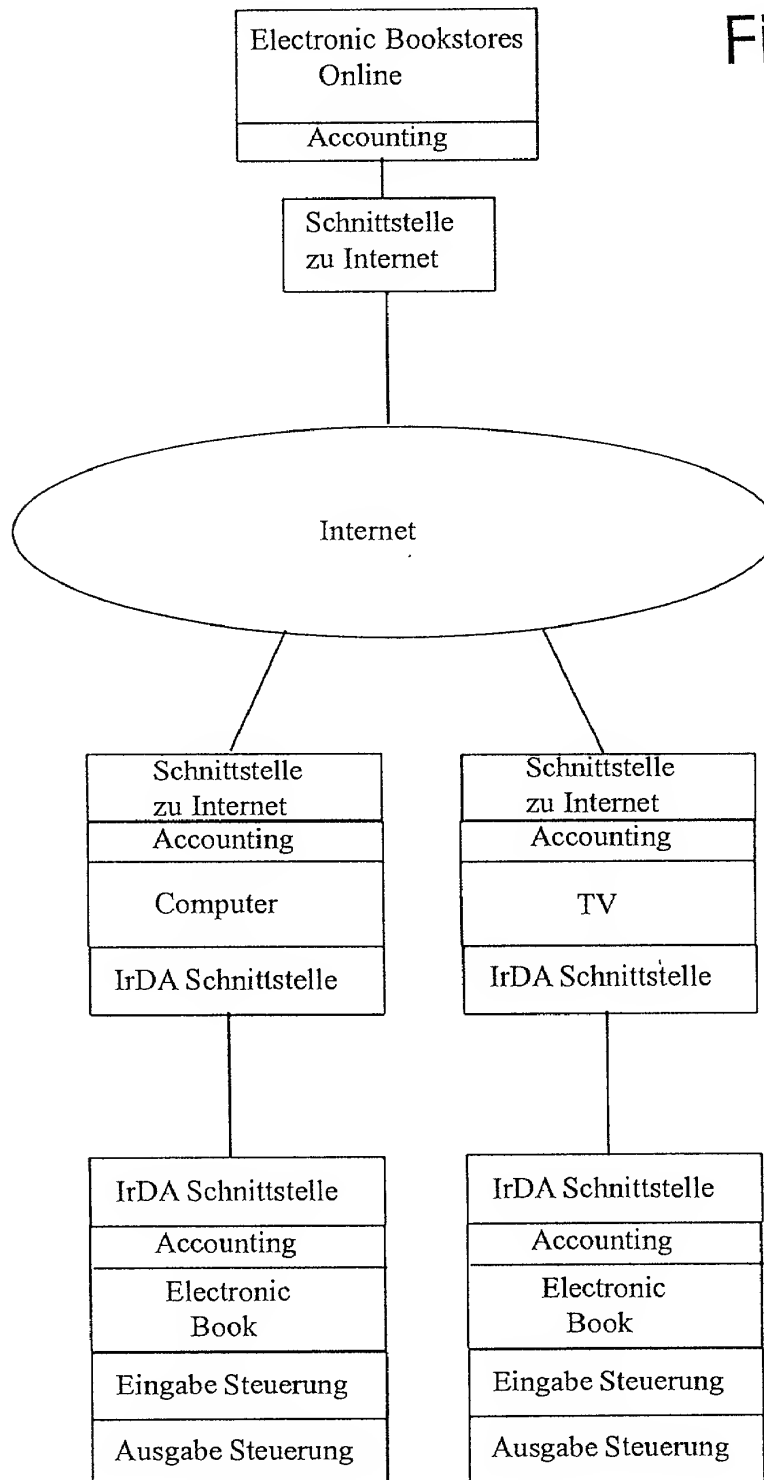 Electronic Bookstores
Online
Accounting
Schnittstelle
zu Internet
Internet
Schnittstelle
zu Internet
Accounting
Computer
IrDA Schnittstelle
Schnittstelle
zu Internet
Accounting
TV
IrDA Schnittstelle
IrDA Schnittstelle
Accounting
Electronic
Book
Eingabe Steuerung
Ausgabe Steuerung
IrDA Schnittstelle
Accounting
Electronic
Book
Eingabe Steuerung
Ausgabe Steuerung